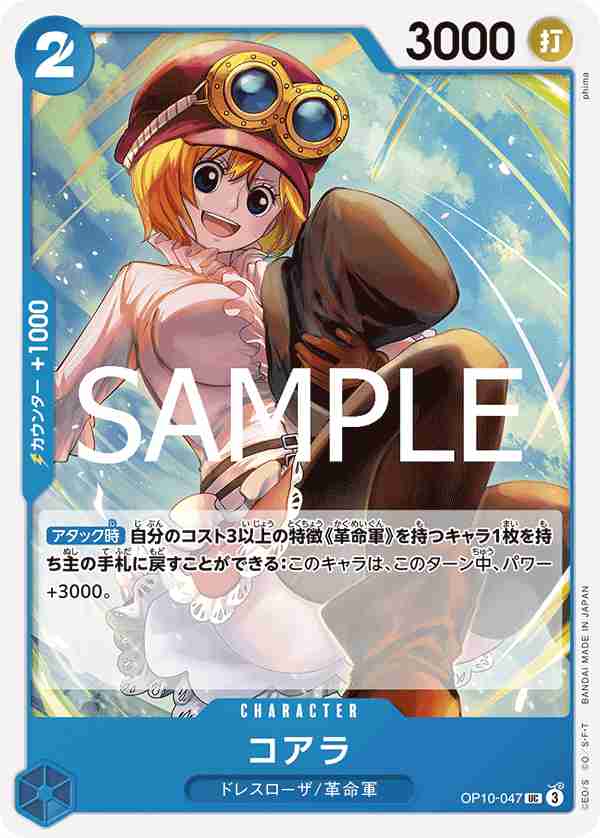 2
3000
打
phima
カウンター +1000
SAMPLE
アタック時 自分のコスト3以上の特徴《革命軍》を持つキャラ1枚を持
ち主の手札に戻すことができる：このキャラは、このターン中、パワー
+3000。
CHARACTER
コアラ
ドレスローザ/革命軍
OP10-047 UC 3
©E.O/S ©O./S・F・T BANDAI MADE IN JAPAN